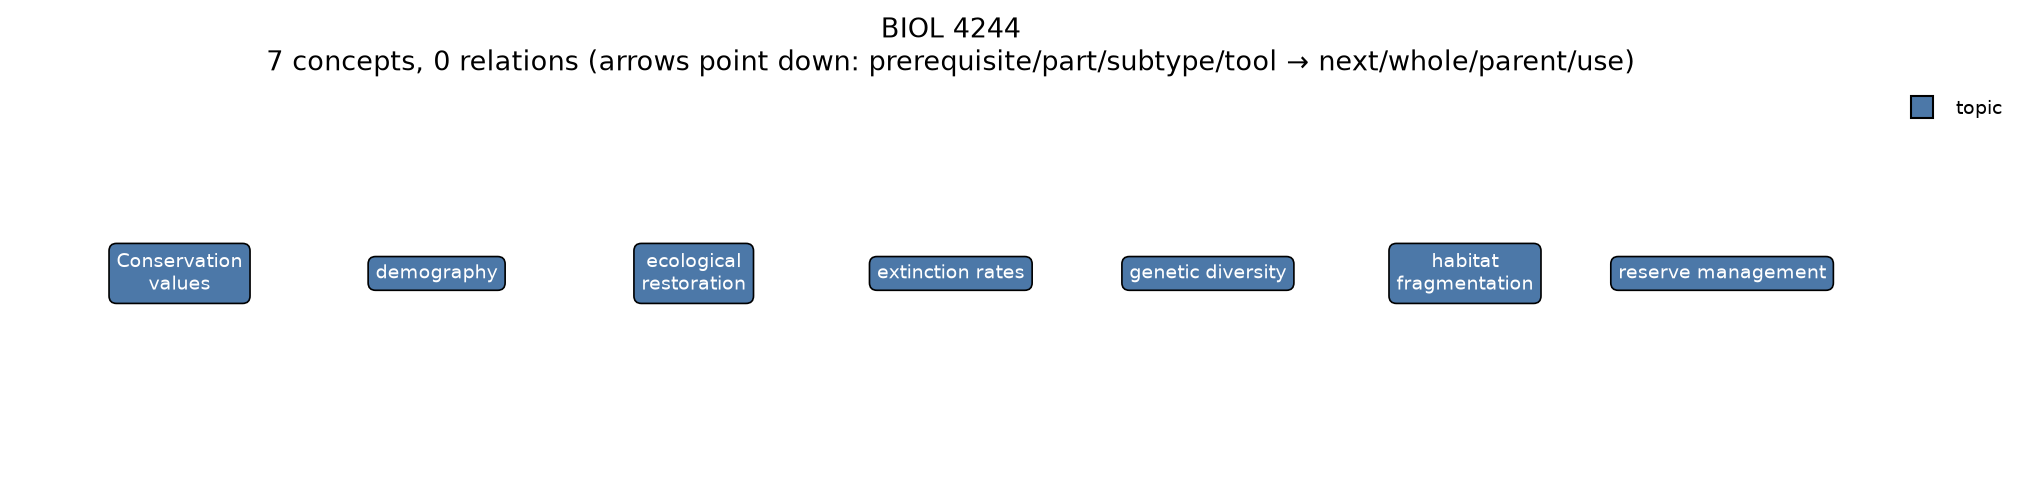 BIOL 4244
7 concepts, 0 relations (arrows point down: prerequisite/part/subtype/tool → next/whole/parent/use)
topic
Conservation
values
demography
ecological
restoration
extinction rates
genetic diversity
habitat
fragmentation
reserve management